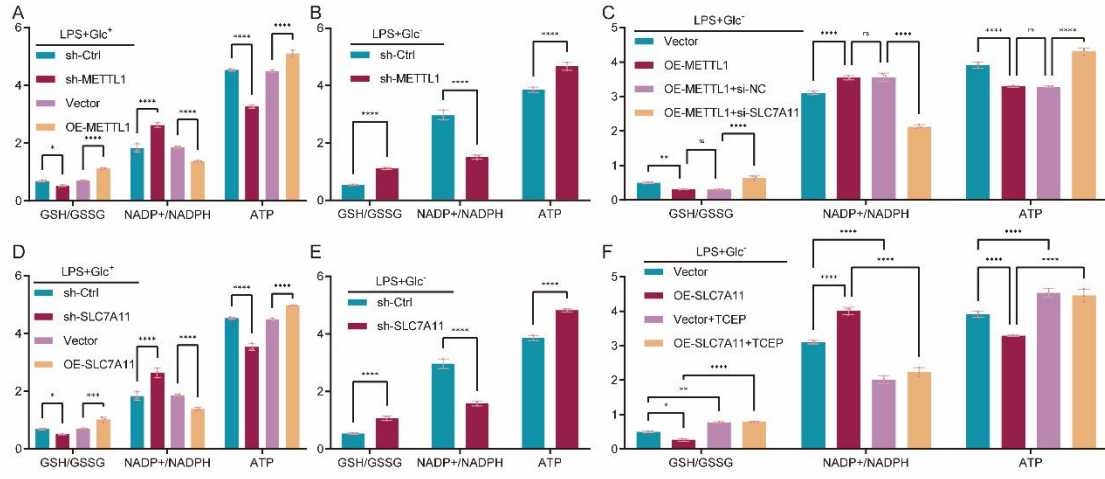 A
LPS+Glc+
sh-Ctrl
sh-METTL1
Vector
OE-METTL1
* **** **** **** **** ****
6
4
2
0
GSH/GSSG NADP+/NADPH ATP
B
LPS+Glc-
sh-Ctrl
sh-METTL1
**** **** ****
6
4
2
0
GSH/GSSG NADP+/NADPH ATP
C
LPS+Glc-
Vector
OE-METTL1
OE-METTL1+si-NC
OE-METTL1+si-SLC7A11
** ns **** **** ns **** **** ns ****
5
4
3
2
1
0
GSH/GSSG NADP+/NADPH ATP
D
LPS+Glc+
sh-Ctrl
sh-SLC7A11
Vector
OE-SLC7A11
* *** **** **** **** ****
6
4
2
0
GSH/GSSG NADP+/NADPH ATP
E
LPS+Glc-
sh-Ctrl
sh-SLC7A11
**** **** ****
6
4
2
0
GSH/GSSG NADP+/NADPH ATP
F
LPS+Glc-
Vector
OE-SLC7A11
Vector+TCEP
OE-SLC7A11+TCEP
* ** **** **** **** **** **** **** ****
5
4
3
2
1
0
GSH/GSSG NADP+/NADPH ATP